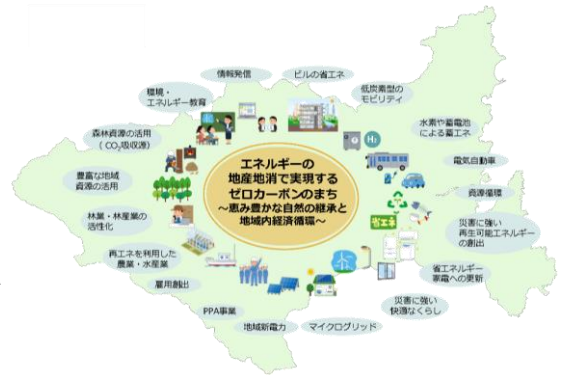 情報発信
ビルの省エネ
環境・
エネルギー教育
低炭素型の
モビリティ
森林資源の活用
（CO₂吸収源）
水素や蓄電池
による蓄エネ
H₂
電気自動車
豊富な地域
資源の活用
エネルギーの
地産地消で実現する
ゼロカーボンのまち
～恵み豊かな自然の継承と
地域内経済循環～
資源循環
林業・林産業の
活性化
省エネ
災害に強い
再生可能エネルギー
の創出
再エネを利用した
農業・水産業
省エネルギー
家電への更新
雇用創出
災害に強い
快適なくらし
PPA事業
地域新電力
マイクログリッド